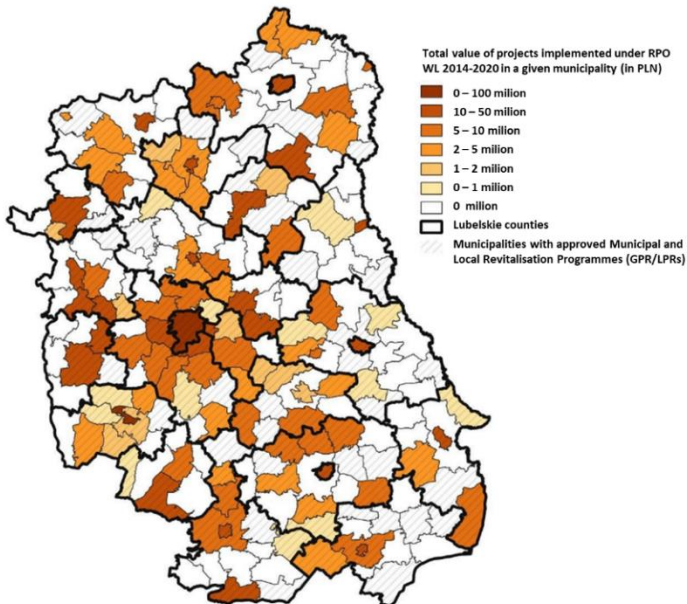 Total value of projects implemented under RPO
WL 2014-2020 in a given municipality (in PLN)
0 – 100 milion
10 – 50 milion
5 – 10 milion
2 – 5 milion
1 – 2 milion
0 – 1 milion
0 milion
Lubelskie counties
Municipalities with approved Municipal and
Local Revitalisation Programmes (GPR/LPRs)